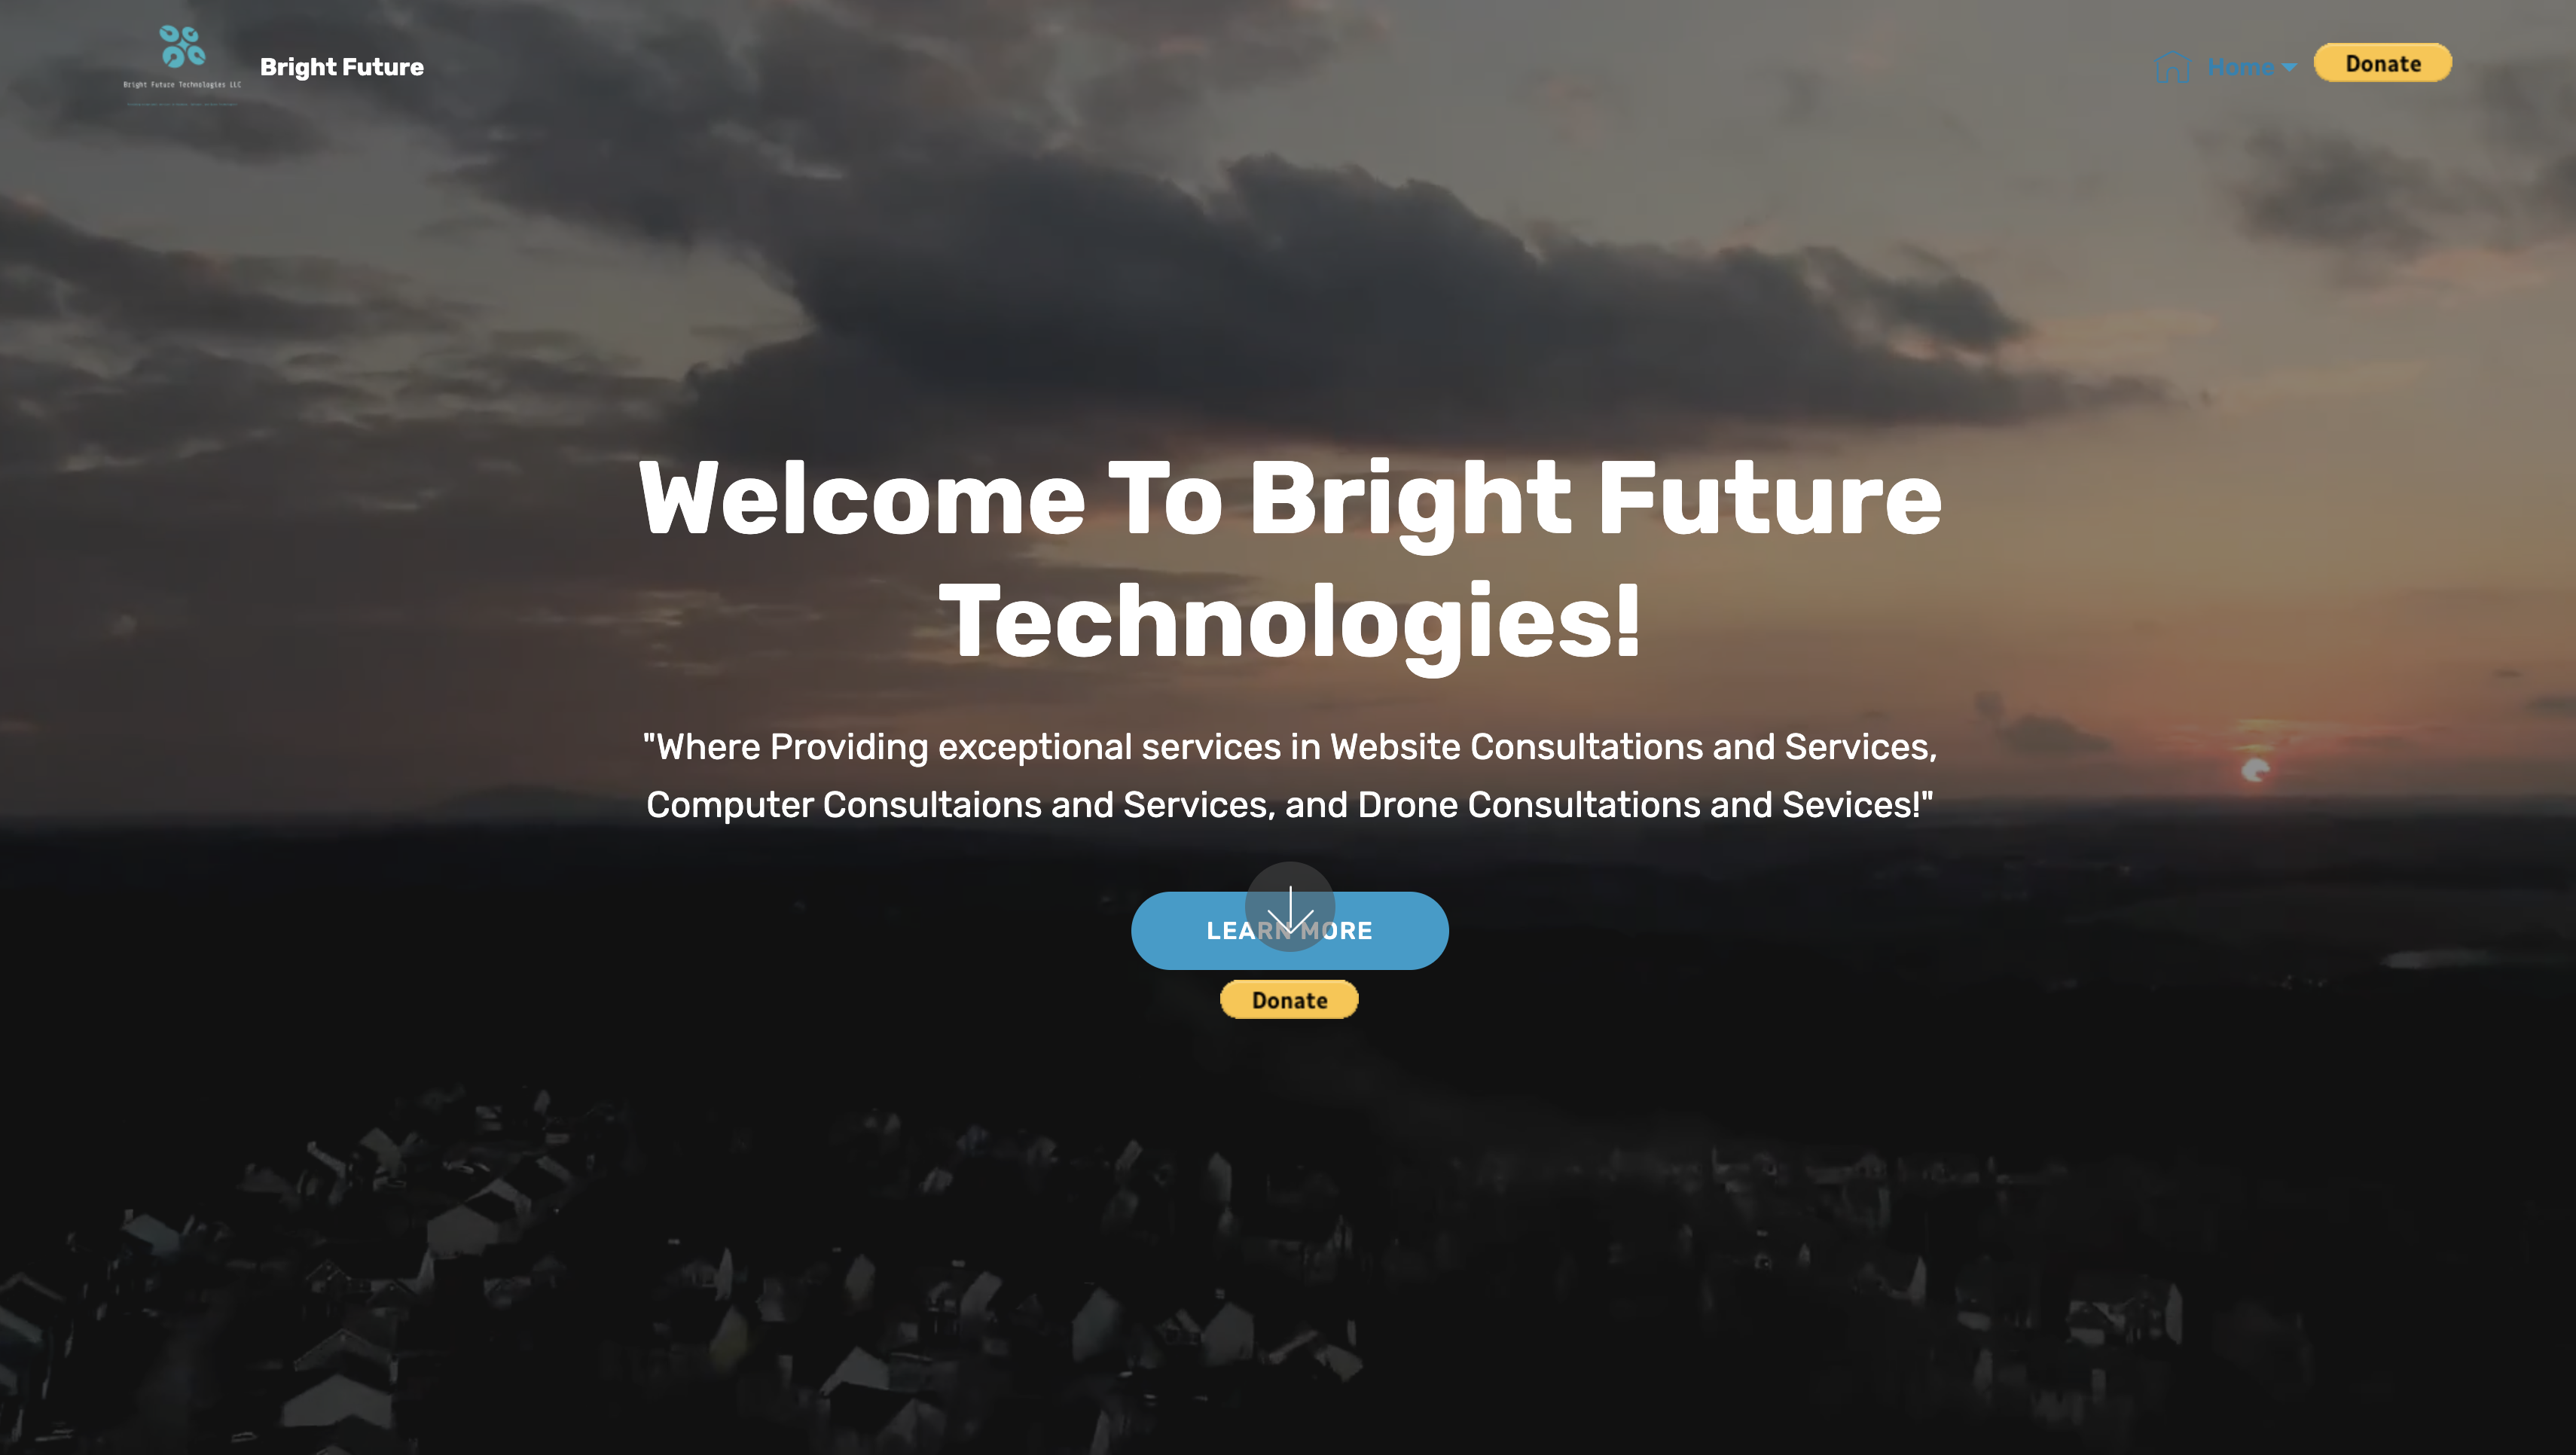 Bright Future Technologies LLC
Bright Future
Home
Donate
Welcome To Bright Future
Technologies!
"Where Providing exceptional services in Website Consultations and Services,
Computer Consultaions and Services, and Drone Consultations and Sevices!"
LEARN MORE
Donate